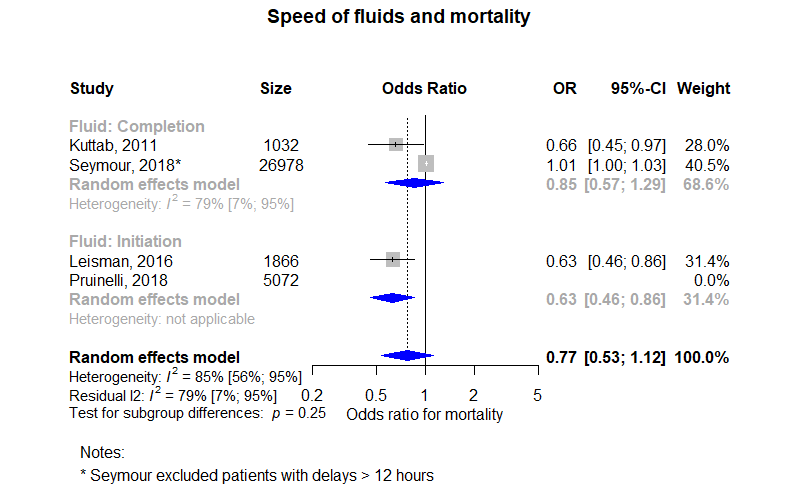 Speed of fluids and mortality
Study Size Odds Ratio OR 95%-CI Weight
Fluid: Completion
Kuttab, 2011 1032 0.66 [0.45; 0.97] 28.0%
Seymour, 2018* 26978 1.01 [1.00; 1.03] 40.5%
Random effects model 0.85 [0.57; 1.29] 68.6%
Heterogeneity: I² = 79% [7%; 95%]
Fluid: Initiation
Leisman, 2016 1866 0.63 [0.46; 0.86] 31.4%
Pruinelli, 2018 5072 0.0%
Random effects model 0.63 [0.46; 0.86] 31.4%
Heterogeneity: not applicable
Random effects model 0.77 [0.53; 1.12] 100.0%
Heterogeneity: I² = 85% [56%; 95%]
Residual I2: I² = 79% [7%; 95%] 0.2 0.5 1 2 5
Test for subgroup differences: p = 0.25 Odds ratio for mortality
Notes:
* Seymour excluded patients with delays > 12 hours